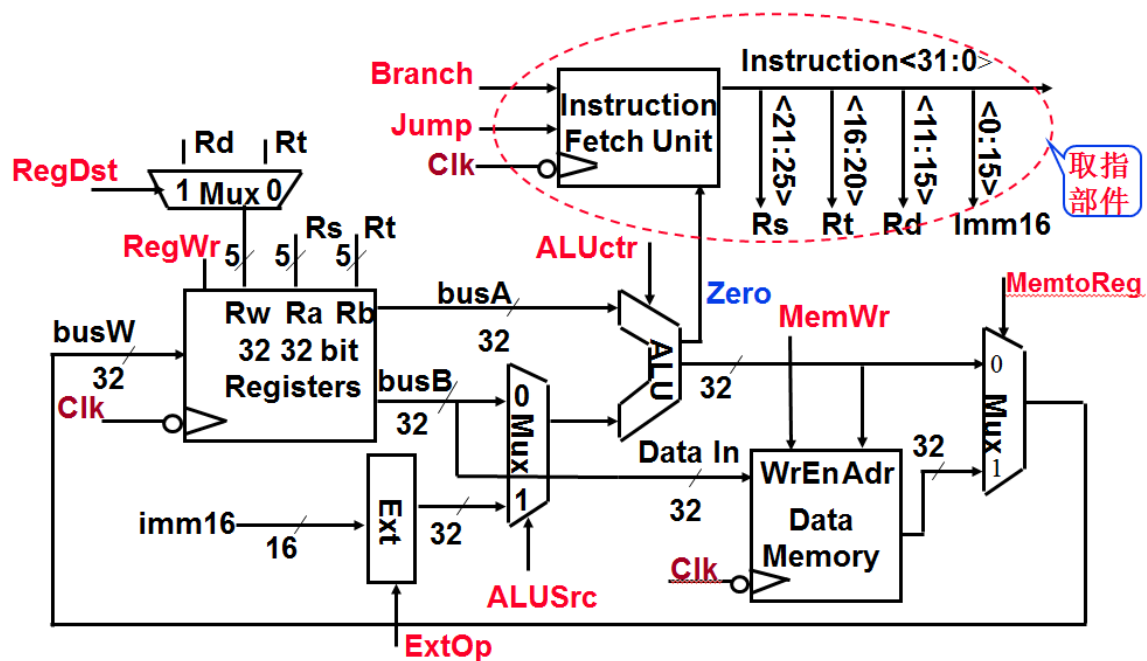 Instruction<31:0>
Branch
Instruction
Fetch Unit
Jump
Clk
<21:25>
<16:20>
<11:15>
<0:15>
取指
部件
Rs
Rt
Rd
Imm16
Rd
Rt
RegDst
1 Mux 0
RegWr
5
5
5
Rs
Rt
ALUctr
Zero
MemtoReg
MemWr
busA
32
busW
32
Rw Ra Rb
32 32 bit
Registers
busB
32
Clk
0
Mux
1
ALU
32
0
Mux
1
32
Data In
32
WrEn Adr
Data
Memory
Clk
imm16
16
Ext
32
ALUSrc
ExtOp